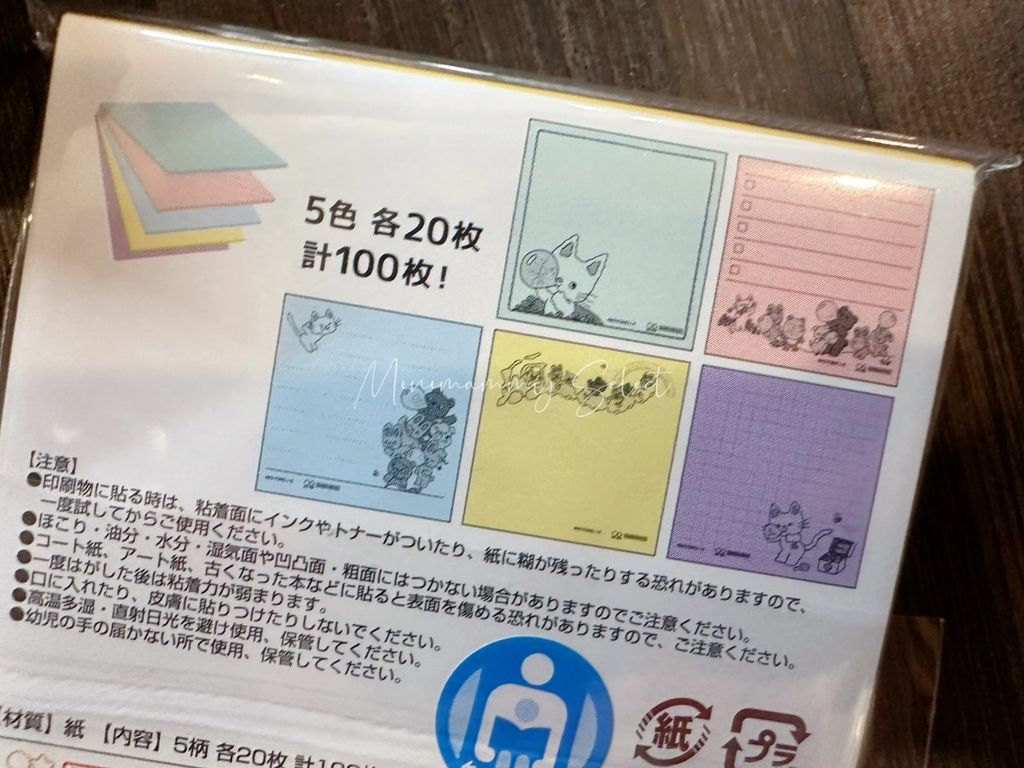 5色 各20枚
計100枚!
Minimammy Select
【注意】
●印刷物に貼る時は、粘着面にインクやトナーがついたり、紙に糊が残ったりする恐れがありますので、
一度試してからご使用ください。
●ほこり・油分・水分・湿気面や凹凸面・粗面にはつかない場合がありますのでご注意ください。
●コート紙、アート紙、古くなった本などに貼ると表面を傷める恐れがありますので、ご注意ください。
●一度はがした後は粘着力が弱まります。
●口に入れたり、皮膚に貼りつけたりしないでください。
●高温多湿・直射日光を避け使用、保管してください。
●幼児の手の届かない所で使用、保管してください。
紙
プラ
材質】紙 【内容】5柄 各20枚 計100枚